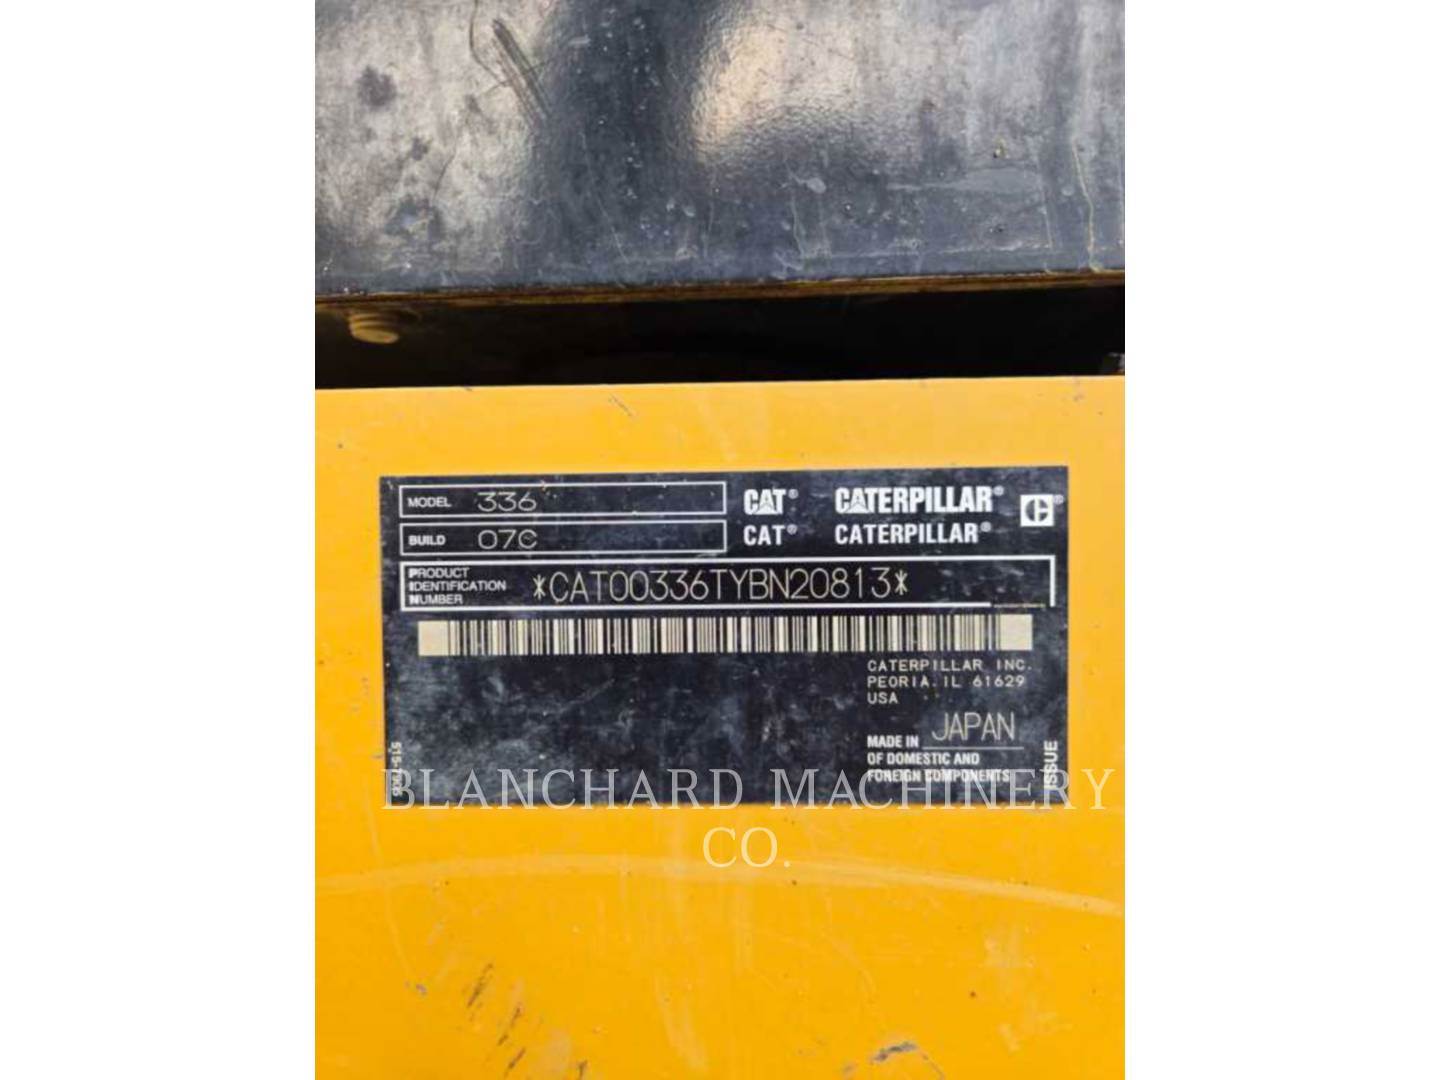 MODEL 336
BUILD 07C
CAT® CATERPILLAR®
CAT® CATERPILLAR®
PRODUCT
IDENTIFICATION
NUMBER
*CAT00336TYBN20813*
CATERPILLAR INC.
PEORIA, IL 61629
USA
MADE IN JAPAN
OF DOMESTIC AND
FOREIGN COMPONENTS
ISSUE
BLANCHARD MACHINERY
CO.